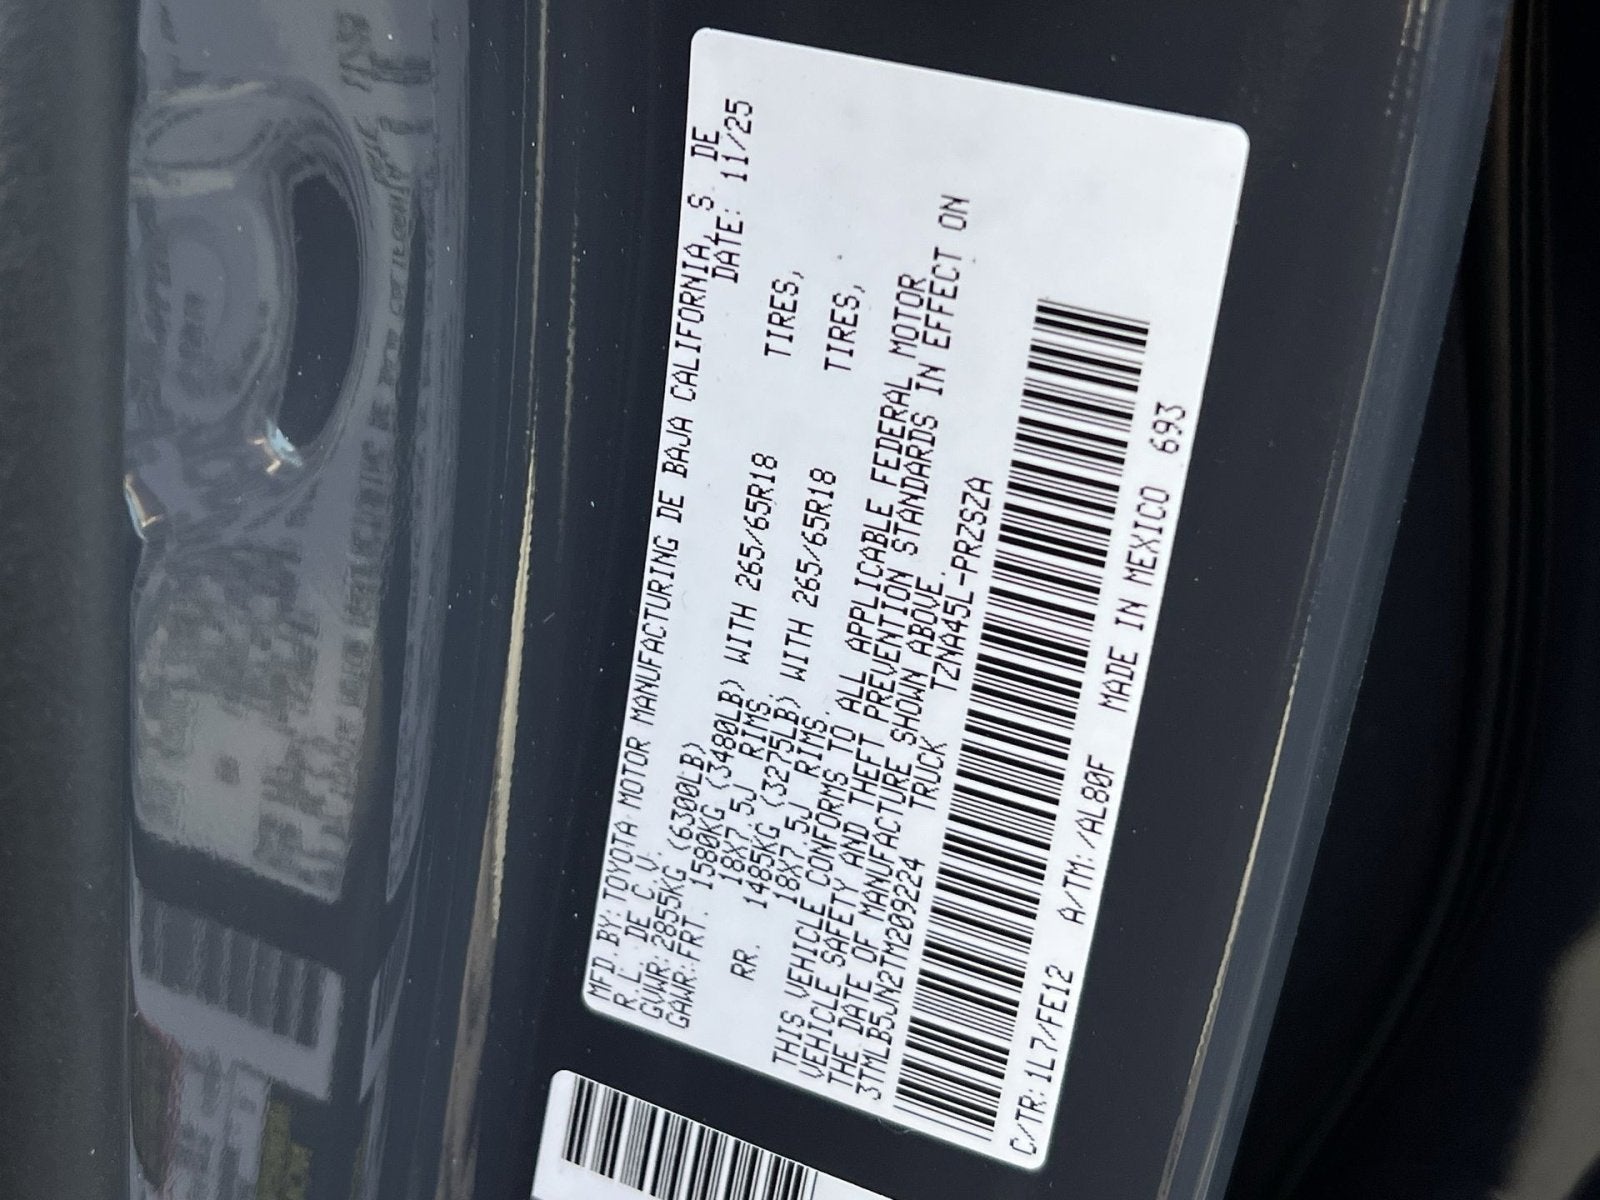 MFD BY: TOYOTA MOTOR MANUFACTURING DE BAJA CALIFORNIA, S. DE
R. L. DE C.V. DATE: 11/25
GVWR: 2855KG (6300LB)
GAWR: FRT. 1580KG (3480LB) WITH 265/65R18 TIRES,
18X7.5J RIMS,
RR. 1485KG (3275LB) WITH 265/65R18 TIRES,
18X7.5J RIMS.
THIS VEHICLE CONFORMS TO ALL APPLICABLE FEDERAL MOTOR
VEHICLE SAFETY AND THEFT PREVENTION STANDARDS IN EFFECT ON
THE DATE OF MANUFACTURE SHOWN ABOVE.
3TMLB5JN2TM209224 TRUCK TZNA45L-PRZSZA
C/TR: 1L7/FE12 A/TM: /AL80F MADE IN MEXICO 693